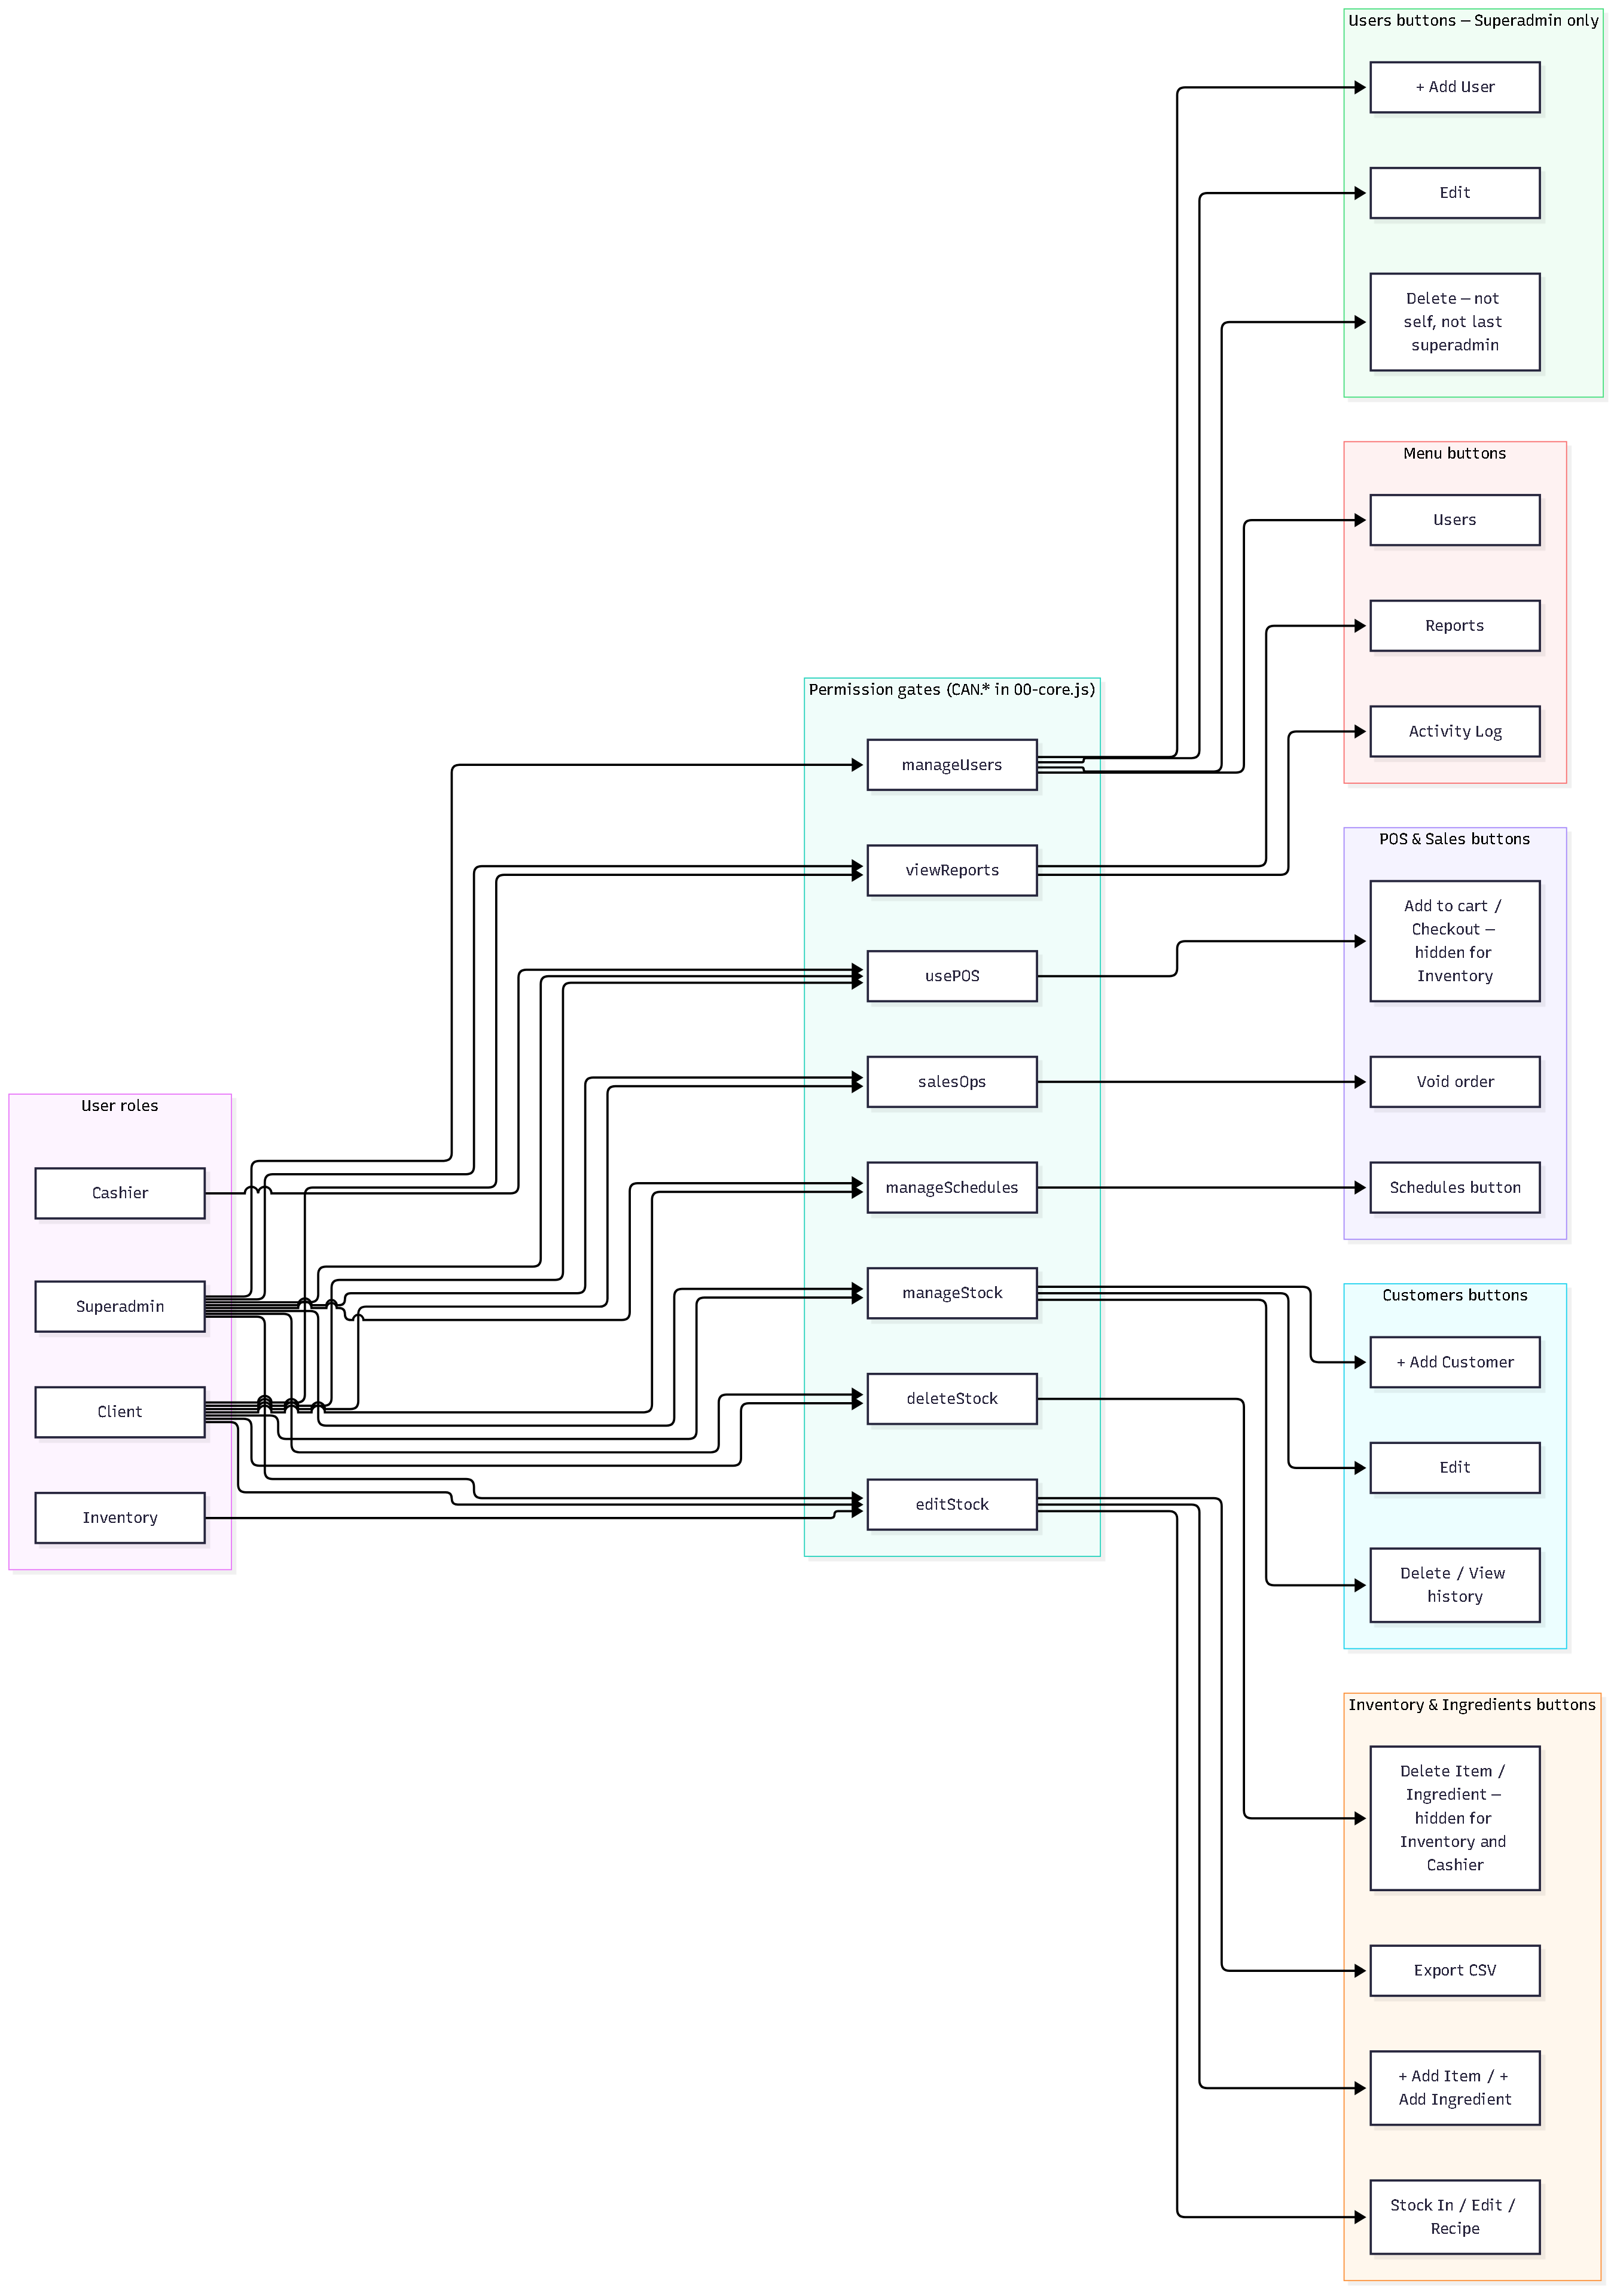 Users buttons — Superadmin only
+ Add User
Edit
Delete — not
self, not last
superadmin
Menu buttons
Users
Reports
Activity Log
Permission gates (CAN.* in 00-core.js)
manageUsers
viewReports
usePOS
salesOps
manageSchedules
manageStock
deleteStock
editStock
POS & Sales buttons
Add to cart /
Checkout —
hidden for
Inventory
Void order
Schedules button
User roles
Cashier
Superadmin
Client
Inventory
Customers buttons
+ Add Customer
Edit
Delete / View
history
Inventory & Ingredients buttons
Delete Item /
Ingredient —
hidden for
Inventory and
Cashier
Export CSV
+ Add Item / +
Add Ingredient
Stock In / Edit /
Recipe